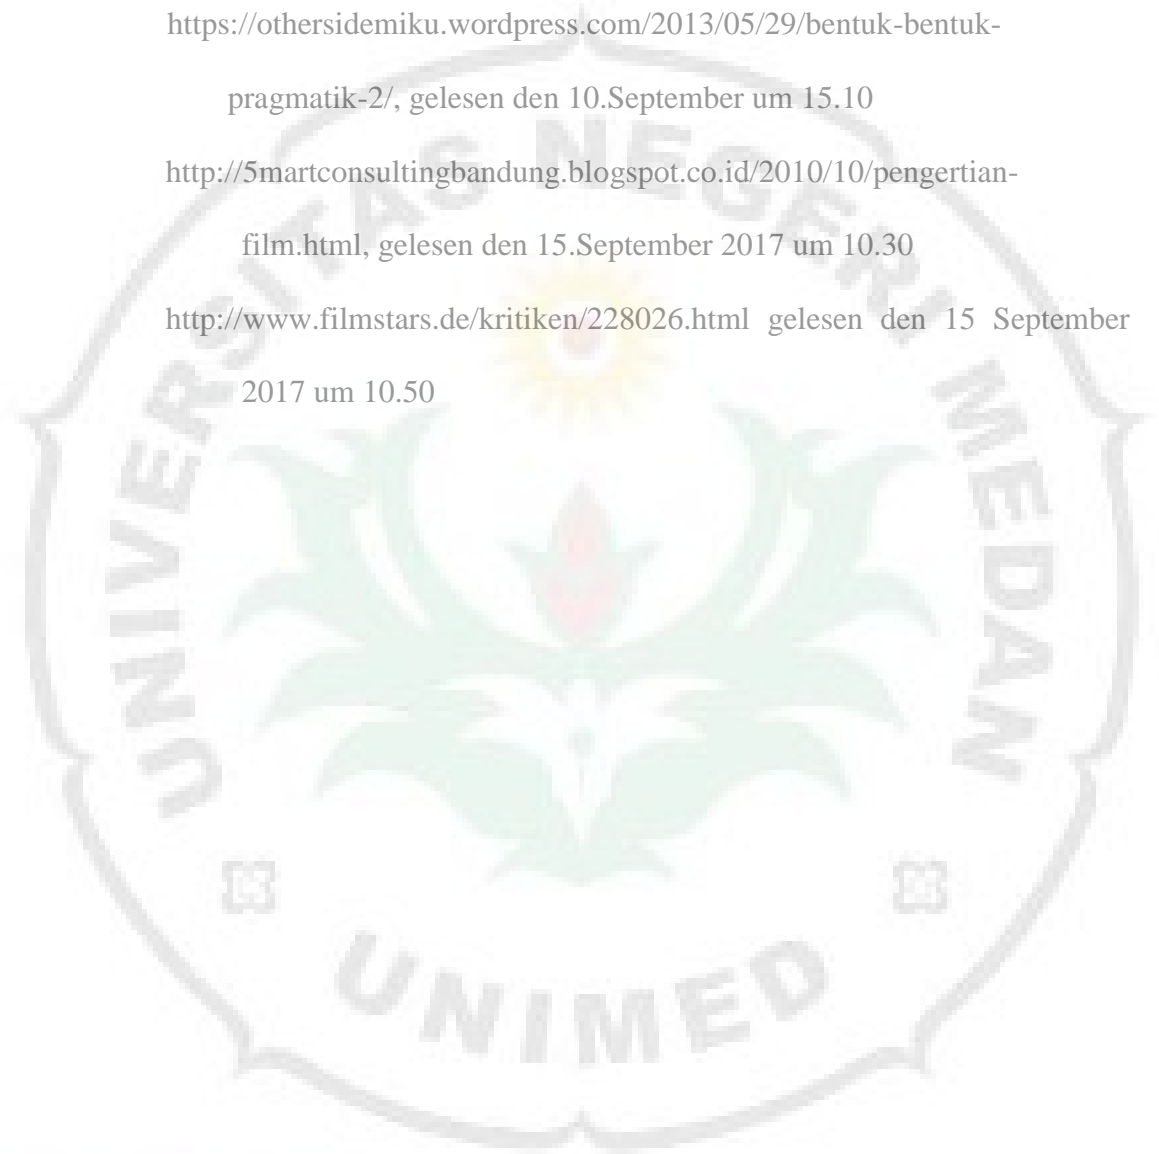 https://othersidemiku.wordpress.com/2013/05/29/bentuk-bentuk-
pragmatik-2/, gelesen den 10.September um 15.10
http://5martconsultingbandung.blogspot.co.id/2010/10/pengertian-
film.html, gelesen den 15.September 2017 um 10.30
http://www.filmstars.de/kritiken/228026.html gelesen den 15 September
2017 um 10.50
UNIVERSITAS NEGERI MEDAN
UNIMED